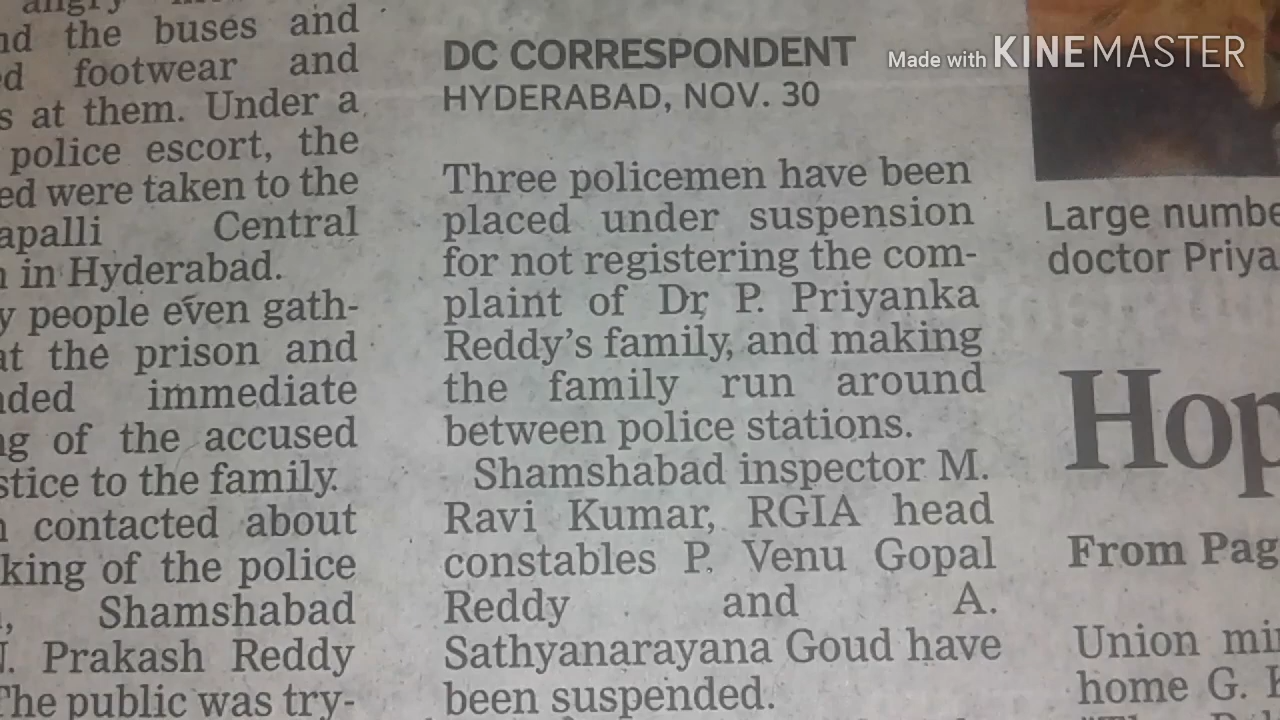 angry
nd the buses and
ed footwear and
s at them. Under a
police escort, the
ed were taken to the
apalli Central
n in Hyderabad.
y people even gath-
at the prison and
nded immediate
ng of the accused
stice to the family.
n contacted about
king of the police
, Shamshabad
N. Prakash Reddy
The public was try-
DC CORRESPONDENT
HYDERABAD, NOV. 30
Three policemen have been
placed under suspension
for not registering the com-
plaint of Dr P. Priyanka
Reddy's family, and making
the family run around
between police stations.
Shamshabad inspector M.
Ravi Kumar, RGIA head
constables P. Venu Gopal
Reddy and A.
Sathyanarayana Goud have
been suspended.
Made with KINEMASTER
Large numbe
doctor Priya
Hop
From Pag
Union mi
home G. K